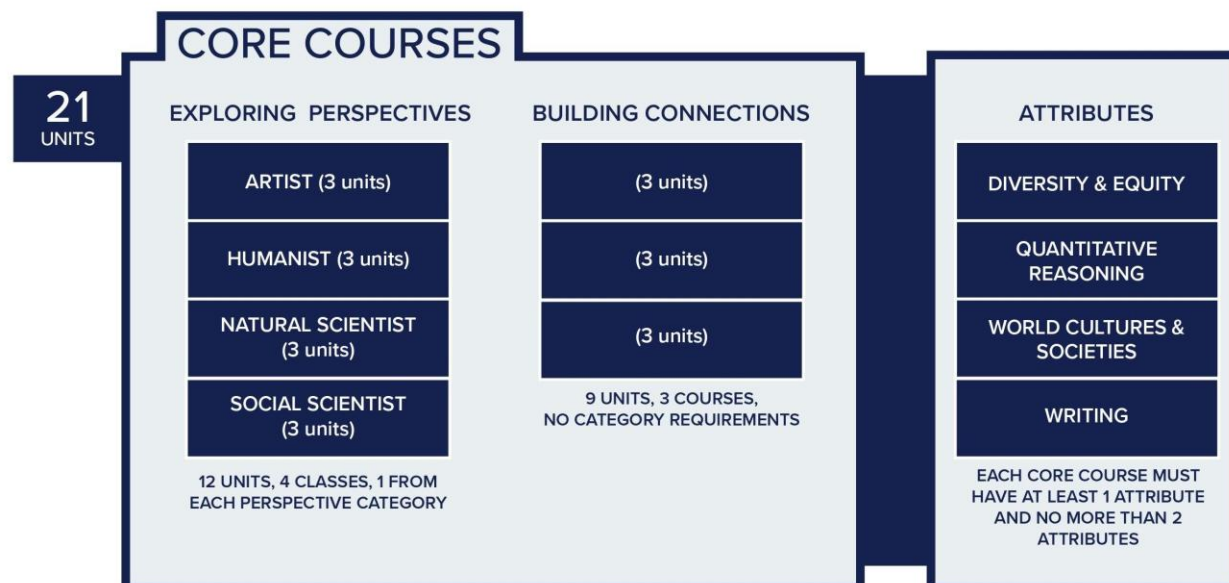 CORE COURSES
21
UNITS
EXPLORING PERSPECTIVES
ARTIST (3 units)
HUMANIST (3 units)
NATURAL SCIENTIST
(3 units)
SOCIAL SCIENTIST
(3 units)
12 UNITS, 4 CLASSES, 1 FROM
EACH PERSPECTIVE CATEGORY
BUILDING CONNECTIONS
(3 units)
(3 units)
(3 units)
9 UNITS, 3 COURSES,
NO CATEGORY REQUIREMENTS
ATTRIBUTES
DIVERSITY & EQUITY
QUANTITATIVE
REASONING
WORLD CULTURES &
SOCIETIES
WRITING
EACH CORE COURSE MUST
HAVE AT LEAST 1 ATTRIBUTE
AND NO MORE THAN 2
ATTRIBUTES